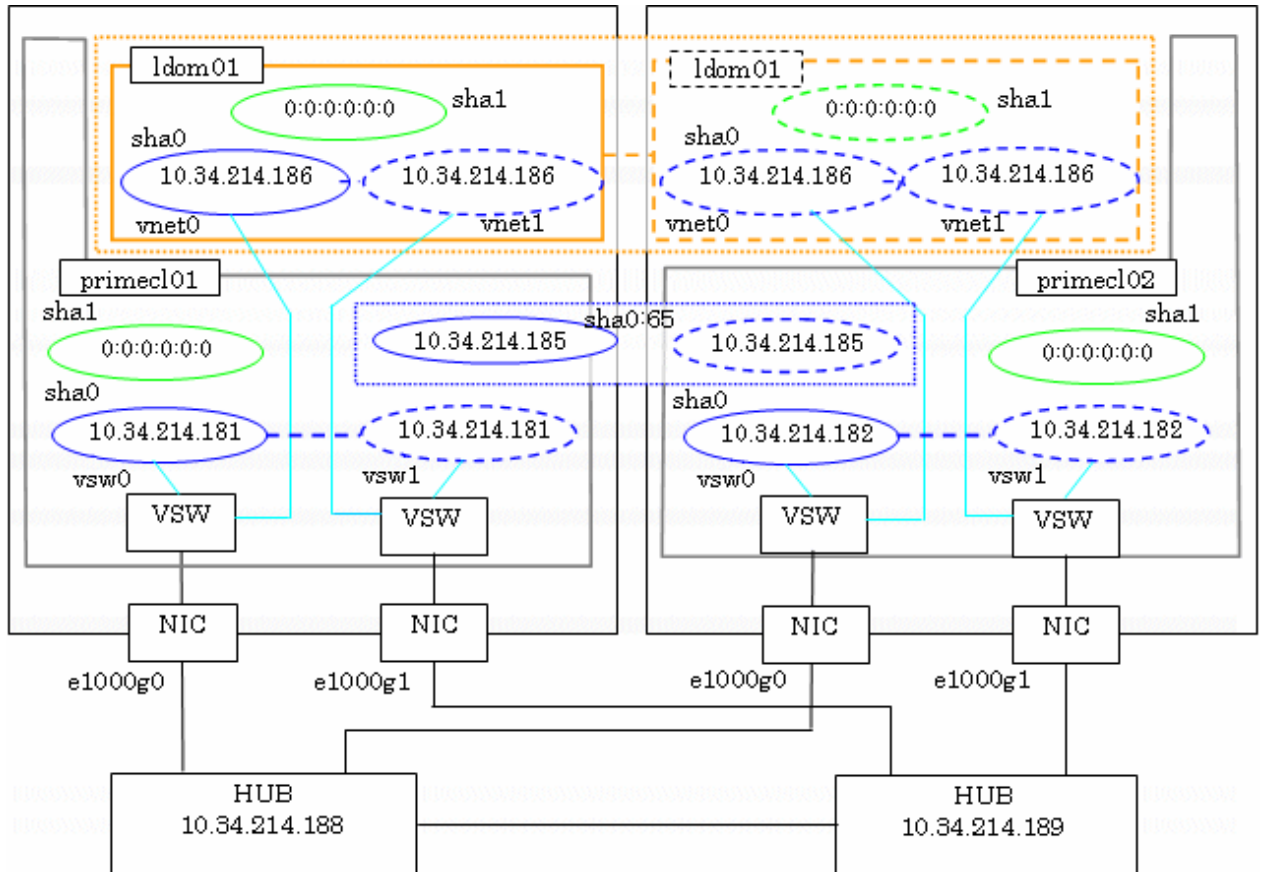 ldom01
ldom01
0:0:0:0:0:0
sha1
0:0:0:0:0:0
sha1
sha0
sha0
10.34.214.186
10.34.214.186
10.34.214.186
10.34.214.186
vnet0
vnet1
vnet0
vnet1
primecl01
primecl02
sha1
sha0:65
sha1
0:0:0:0:0:0
10.34.214.185
10.34.214.185
0:0:0:0:0:0
sha0
sha0
10.34.214.181
10.34.214.181
10.34.214.182
10.34.214.182
vsw0
vsw1
vsw0
vsw1
VSW
VSW
VSW
VSW
NIC
NIC
NIC
NIC
e1000g0
e1000g1
e1000g0
e1000g1
HUB
10.34.214.188
HUB
10.34.214.189